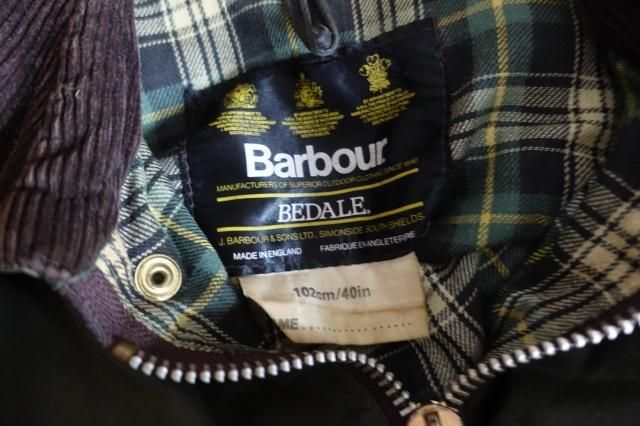 Barbour
MANUFACTURERS OF SUPERIOR OUTDOOR CLOTHING SINCE 1890
BEDALE®
J. BARBOUR & SONS LTD., SIMONSIDE, SOUTH SHIELDS
MADE IN ENGLAND FABRIQUE EN ANGLETERRE
102cm/40in
ME